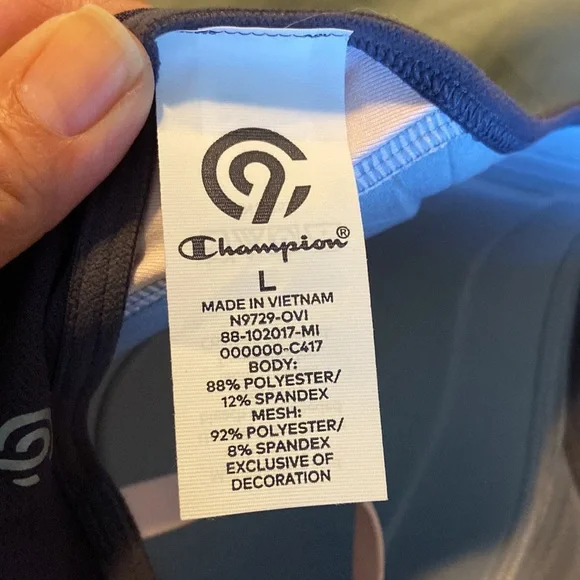 Champion®
L
MADE IN VIETNAM
N9729-OVI
88-102017-MI
000000-C417
BODY:
88% POLYESTER/
12% SPANDEX
MESH:
92% POLYESTER/
8% SPANDEX
EXCLUSIVE OF
DECORATION